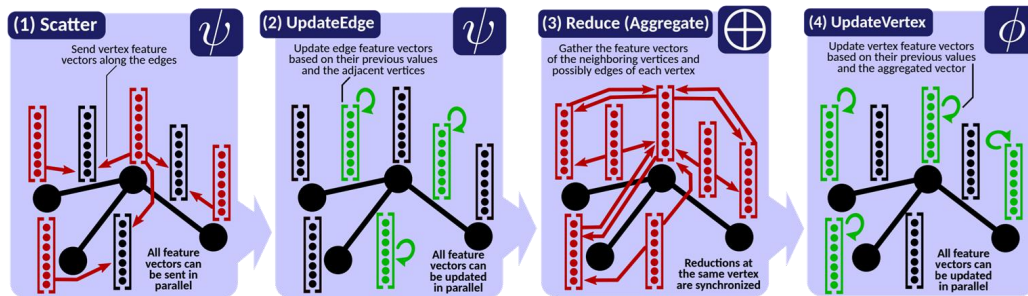 (1) Scatter
ψ
Send vertex feature
vectors along the edges
All feature
vectors can
be sent in
parallel
(2) UpdateEdge
ψ
Update edge feature vectors
based on their previous values
and the adjacent vertices
All feature
vectors can
be updated
in parallel
(3) Reduce (Aggregate)
⊕
Gather the feature vectors
of the neighboring vertices and
possibly edges of each vertex
Reductions at
the same vertex
are synchronized
(4) UpdateVertex
ϕ
Update vertex feature vectors
based on their previous values
and the aggregated vector
All feature
vectors can
be updated
in parallel